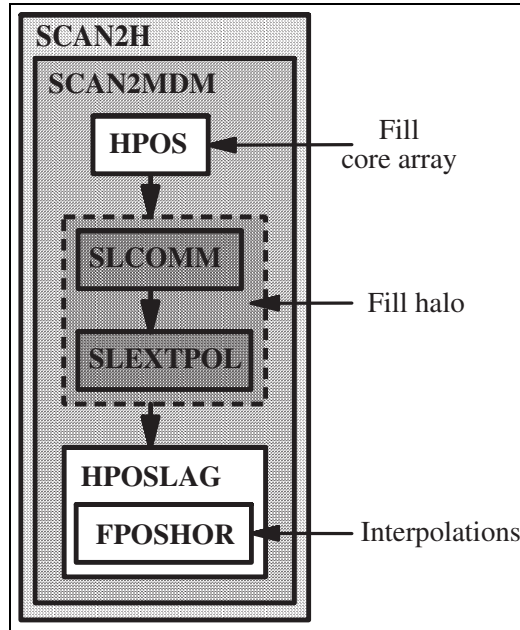 SCAN2H
SCAN2MDM
HPOS
Fill
core array
SLCOMM
Fill halo
SLEXTPOL
HPOSLAG
FPOSHOR
Interpolations